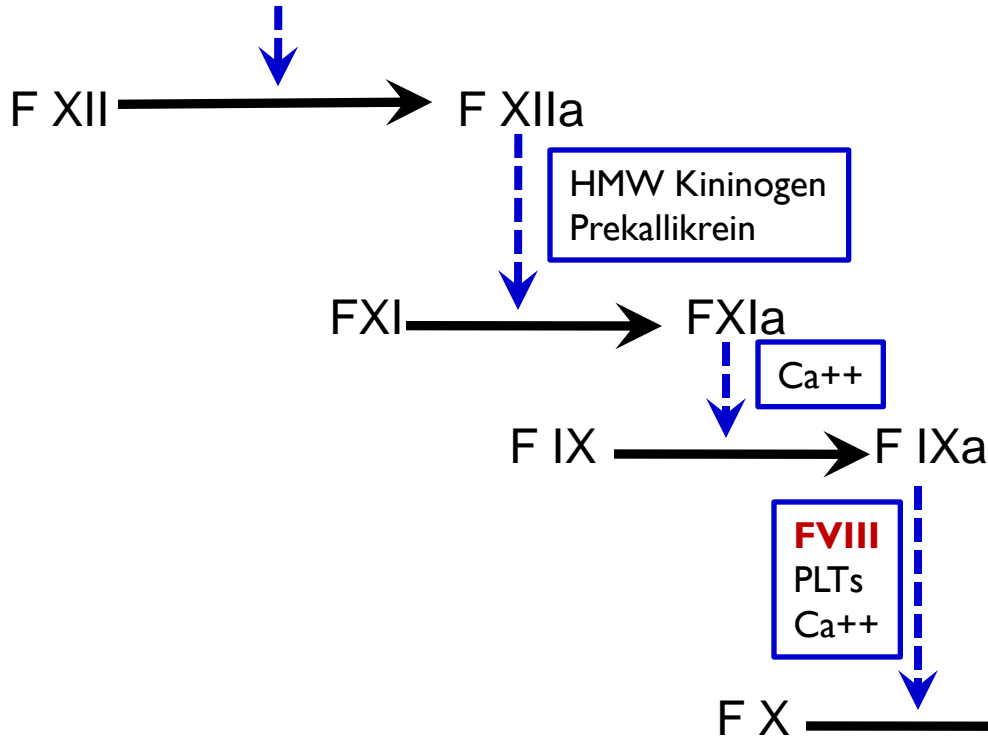 F XII
F XIIa
HMW Kininogen
Prekallikrein
FXI
FXIa
Ca++
F IX
F IXa
FVIII
PLTs
Ca++
F X